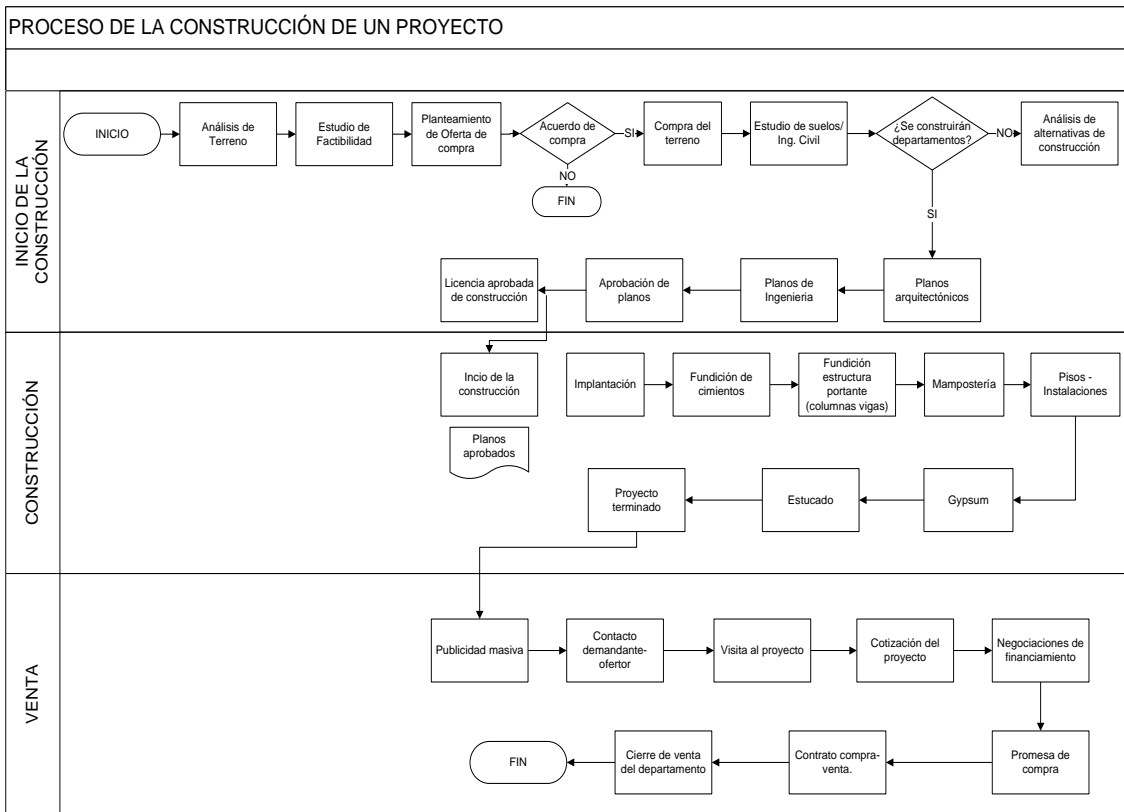 PROCESO DE LA CONSTRUCCIÓN DE UN PROYECTO
INICIO DE LA
CONSTRUCCIÓN
INICIO
Análisis de
Terreno
Estudio de
Factibilidad
Planteamiento
de Oferta de
compra
Acuerdo de
compra
SI
NO
FIN
Compra del
terreno
Estudio de suelos/
Ing. Civil
¿Se construirán
departamentos?
NO
Análisis de
alternativas de
construcción
SI
Planos
arquitectónicos
Planos de
Ingenieria
Aprobación de
planos
Licencia aprobada
de construcción
CONSTRUCCIÓN
Incio de la
construcción
Planos
aprobados
Implantación
Fundición de
cimientos
Fundición
estructura
portante
(columnas vigas)
Mampostería
Pisos -
Instalaciones
Gypsum
Estucado
Proyecto
terminado
VENTA
Publicidad masiva
Contacto
demandante-
ofertor
Visita al proyecto
Cotización del
proyecto
Negociaciones de
financiamiento
Promesa de
compra
Contrato compra-
venta.
Cierre de venta
del departamento
FIN